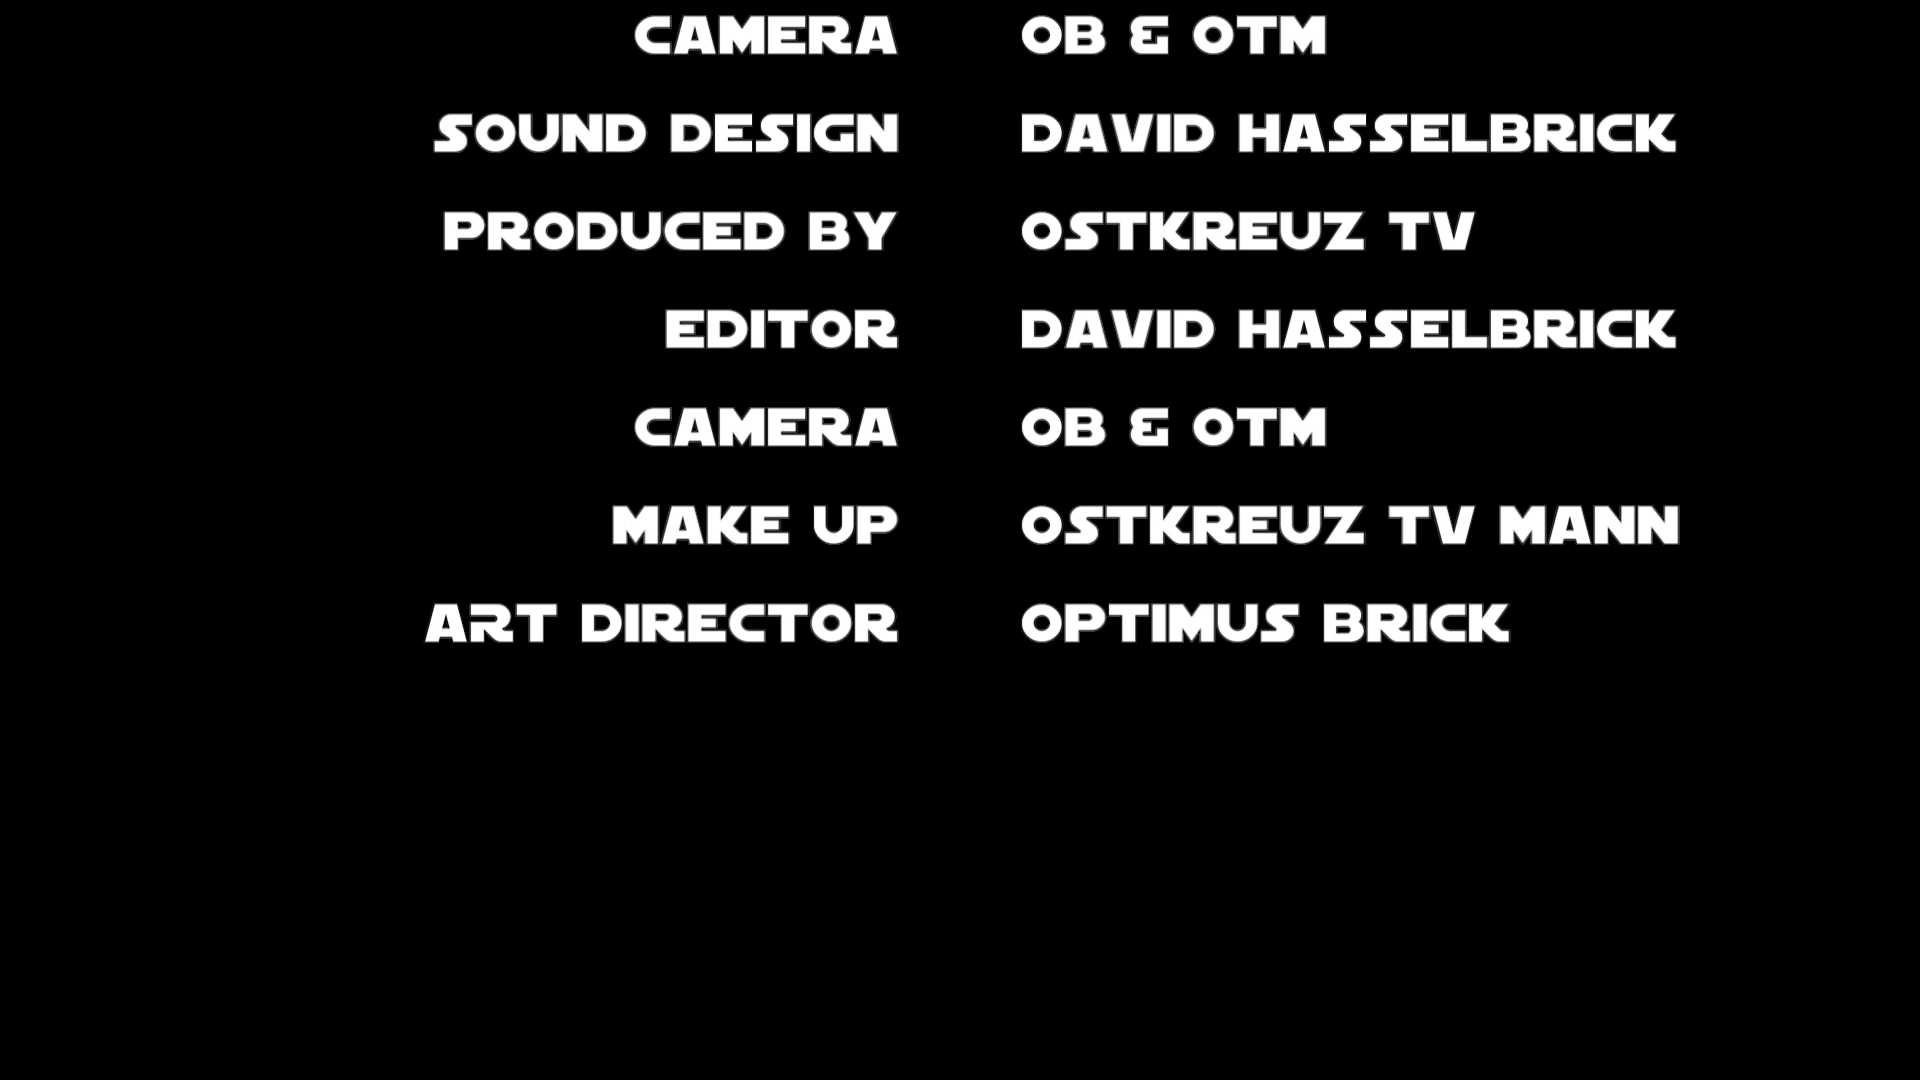 CAMERA OB & OTM
SOUND DESIGN DAVID HASSELBRICK
PRODUCED BY OSTKREUZ TV
EDITOR DAVID HASSELBRICK
CAMERA OB & OTM
MAKE UP OSTKREUZ TV MANN
ART DIRECTOR OPTIMUS BRICK